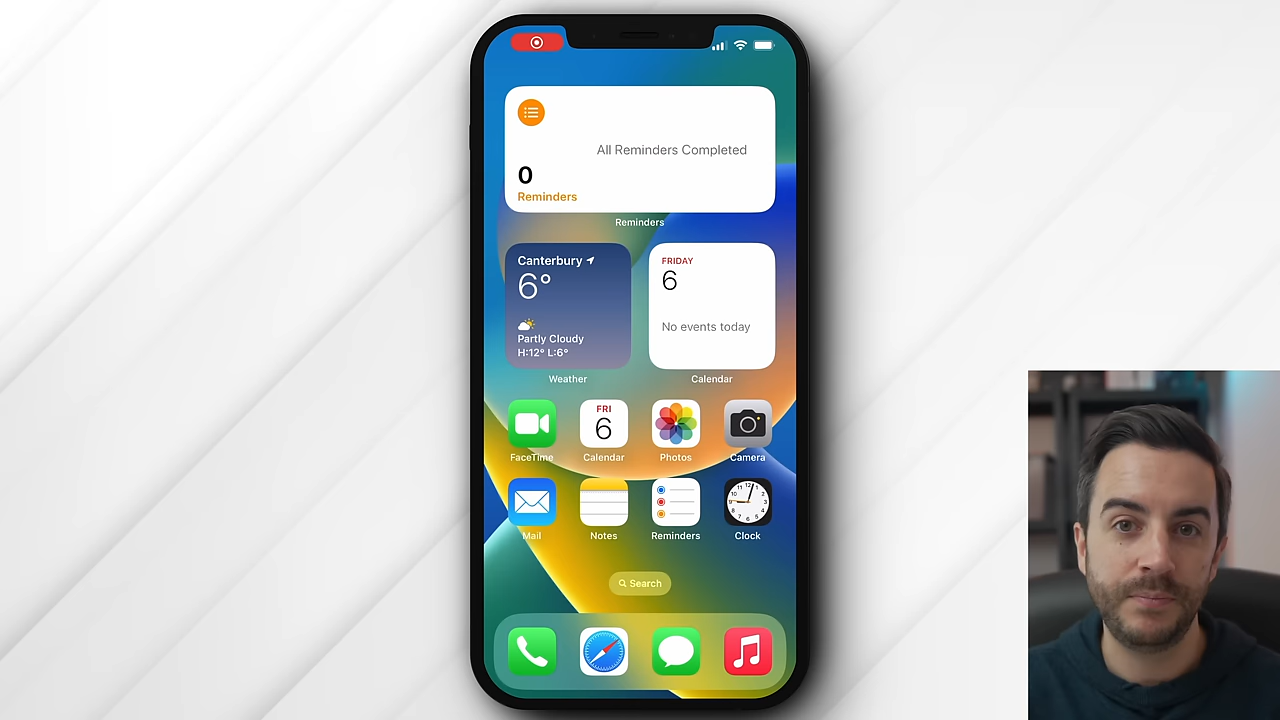 All Reminders Completed
0
Reminders
Reminders
Canterbury
6°
Partly Cloudy
H:12° L:6°
Weather
FRIDAY
6
No events today
Calendar
FaceTime
FRI
6
Calendar
Photos
Camera
Mail
Notes
Reminders
Clock
Search